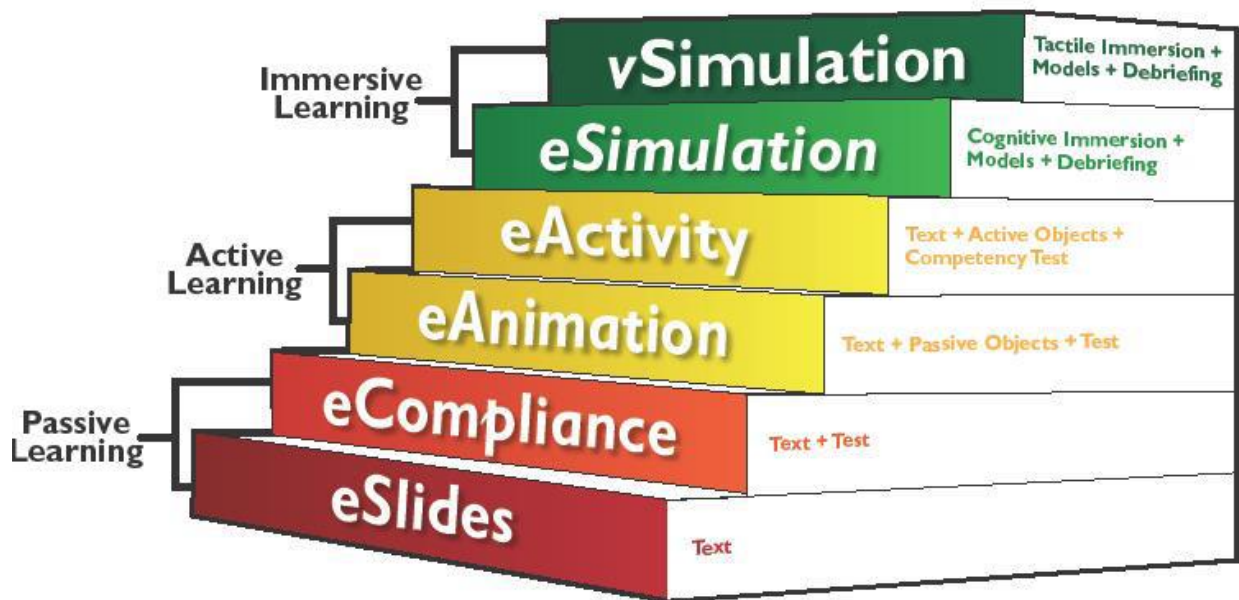 Immersive
Learning
vSimulation
Tactile Immersion +
Models + Debriefing
eSimulation
Cognitive Immersion +
Models + Debriefing
Active
Learning
eActivity
Text + Active Objects +
Competency Test
eAnimation
Text + Passive Objects + Test
Passive
Learning
eCompliance
Text + Test
eSlides
Text